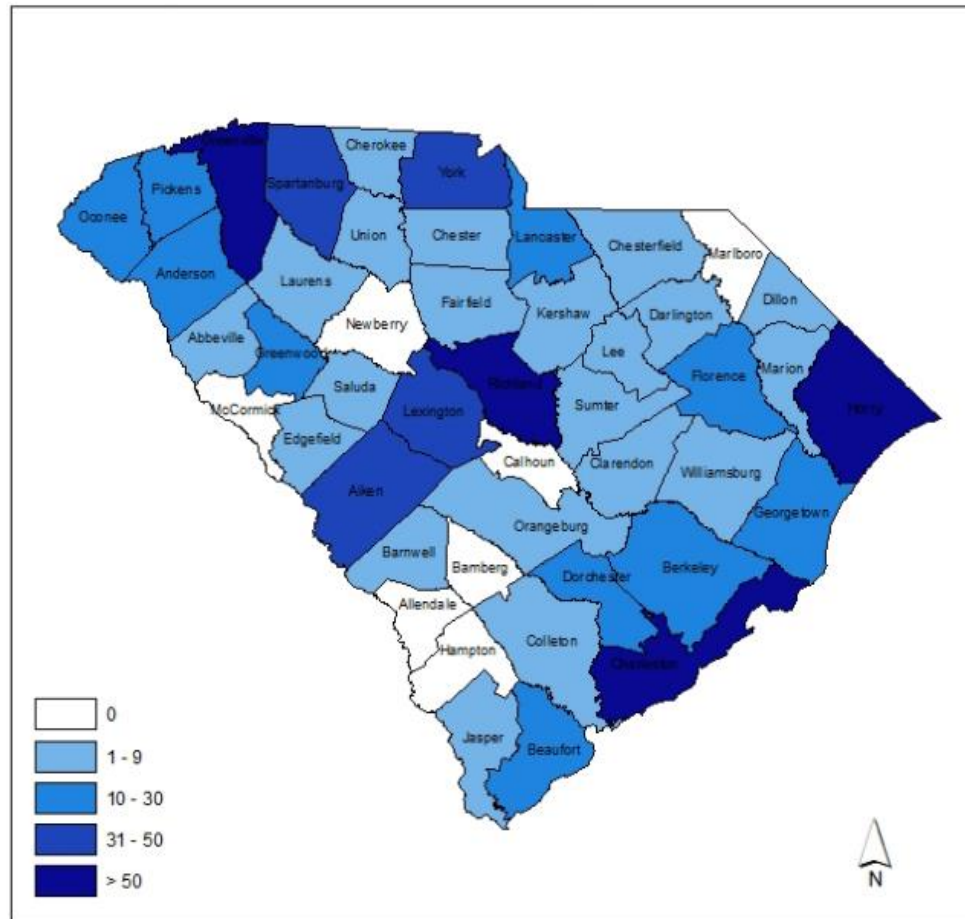 Greenville
Cherokee
Spartanburg
York
Pickens
Oconee
Union
Chester
Lancaster
Chesterfield
Marlboro
Anderson
Laurens
Dillon
Fairfield
Kershaw
Darlington
Newberry
Abbeville
Greenwood
Lee
Florence
Marion
Saluda
Richland
Horry
McCormick
Lexington
Sumter
Edgefield
Calhoun
Clarendon
Williamsburg
Aiken
Georgetown
Orangeburg
Barnwell
Bamberg
Dorchester
Berkeley
Allendale
Colleton
Hampton
Charleston
Jasper
Beaufort
0
1 - 9
10 - 30
31 - 50
> 50
N